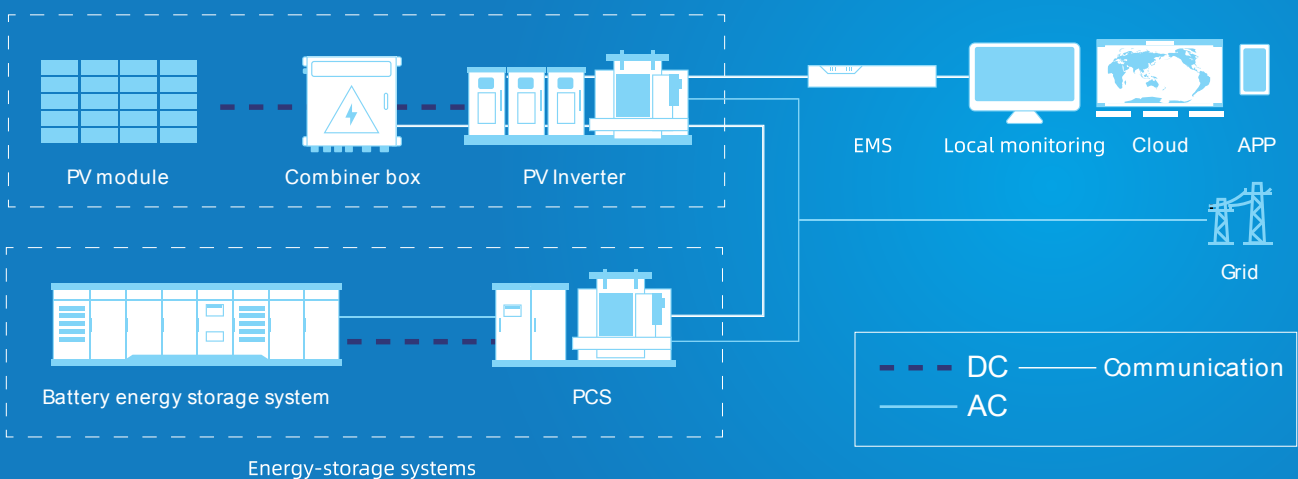 PV module
Combiner box
PV Inverter
EMS
Local monitoring
Cloud
APP
Grid
Battery energy storage system
PCS
DC
Communication
AC
Energy-storage systems